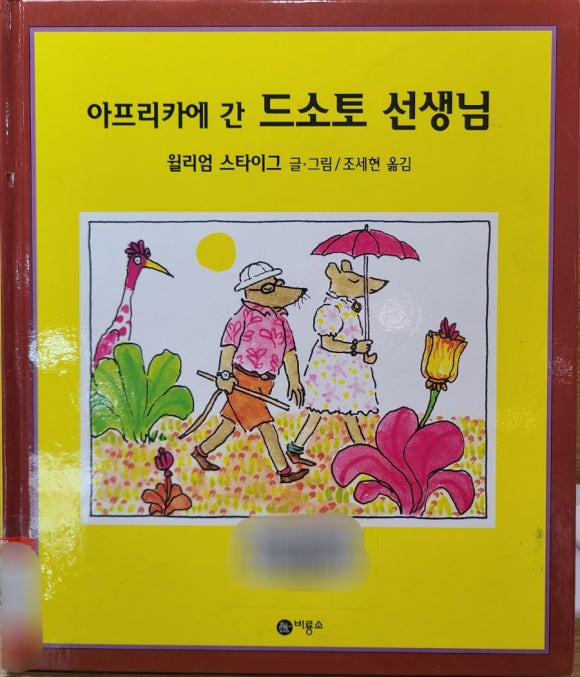 아프리카에 간 드소토 선생님
윌리엄 스타이그 글·그림/조세현 옮김
비룡소